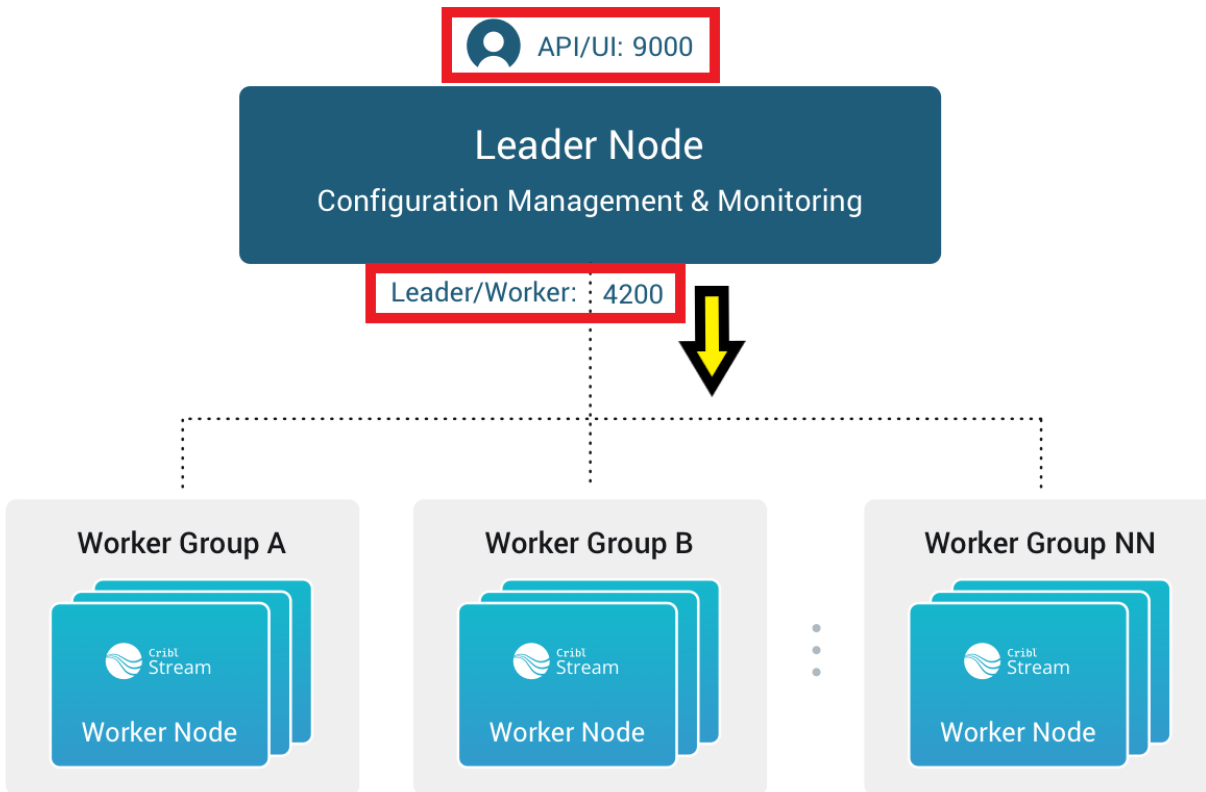 API/UI: 9000
Leader Node
Configuration Management & Monitoring
Leader/Worker: 4200
Worker Group A
Worker Group B
Worker Group NN
Cribl
Stream
Worker Node
Cribl
Stream
Worker Node
Cribl
Stream
Worker Node